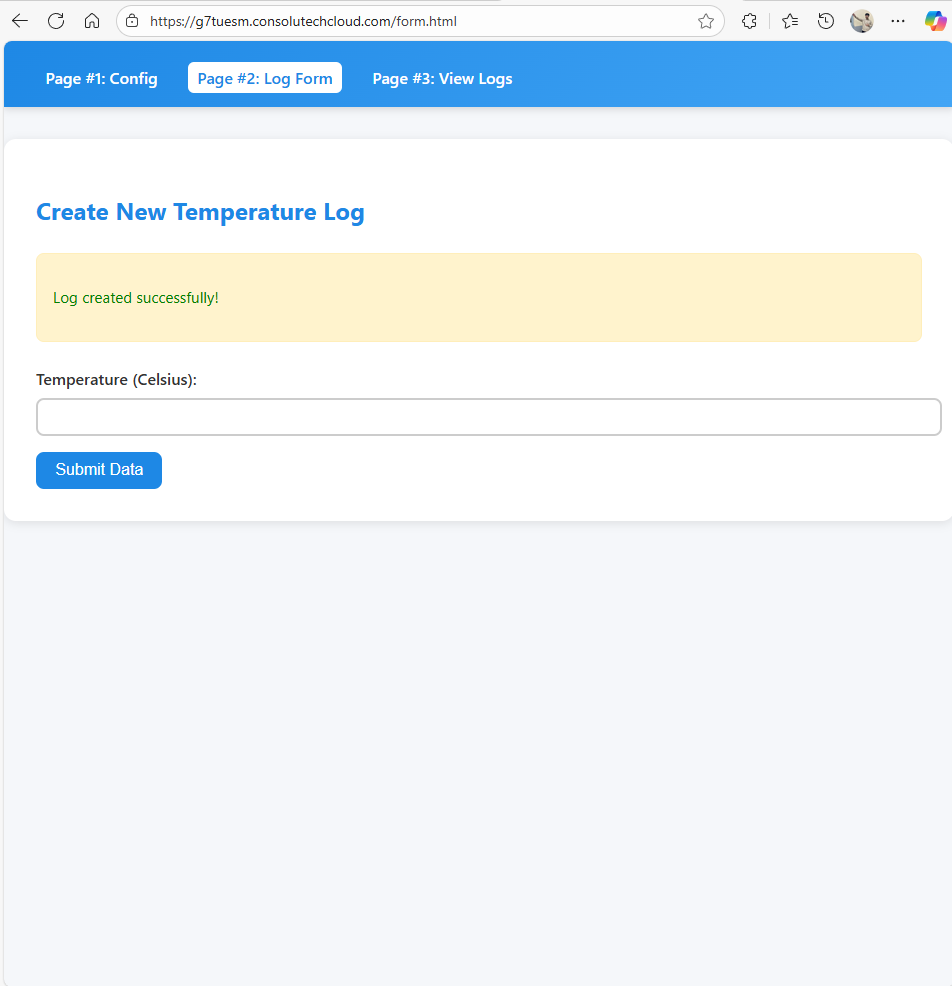 https://g7tuesm.consolutechcloud.com/form.html
Page #1: Config Page #2: Log Form Page #3: View Logs
Create New Temperature Log
Log created successfully!
Temperature (Celsius):
Submit Data